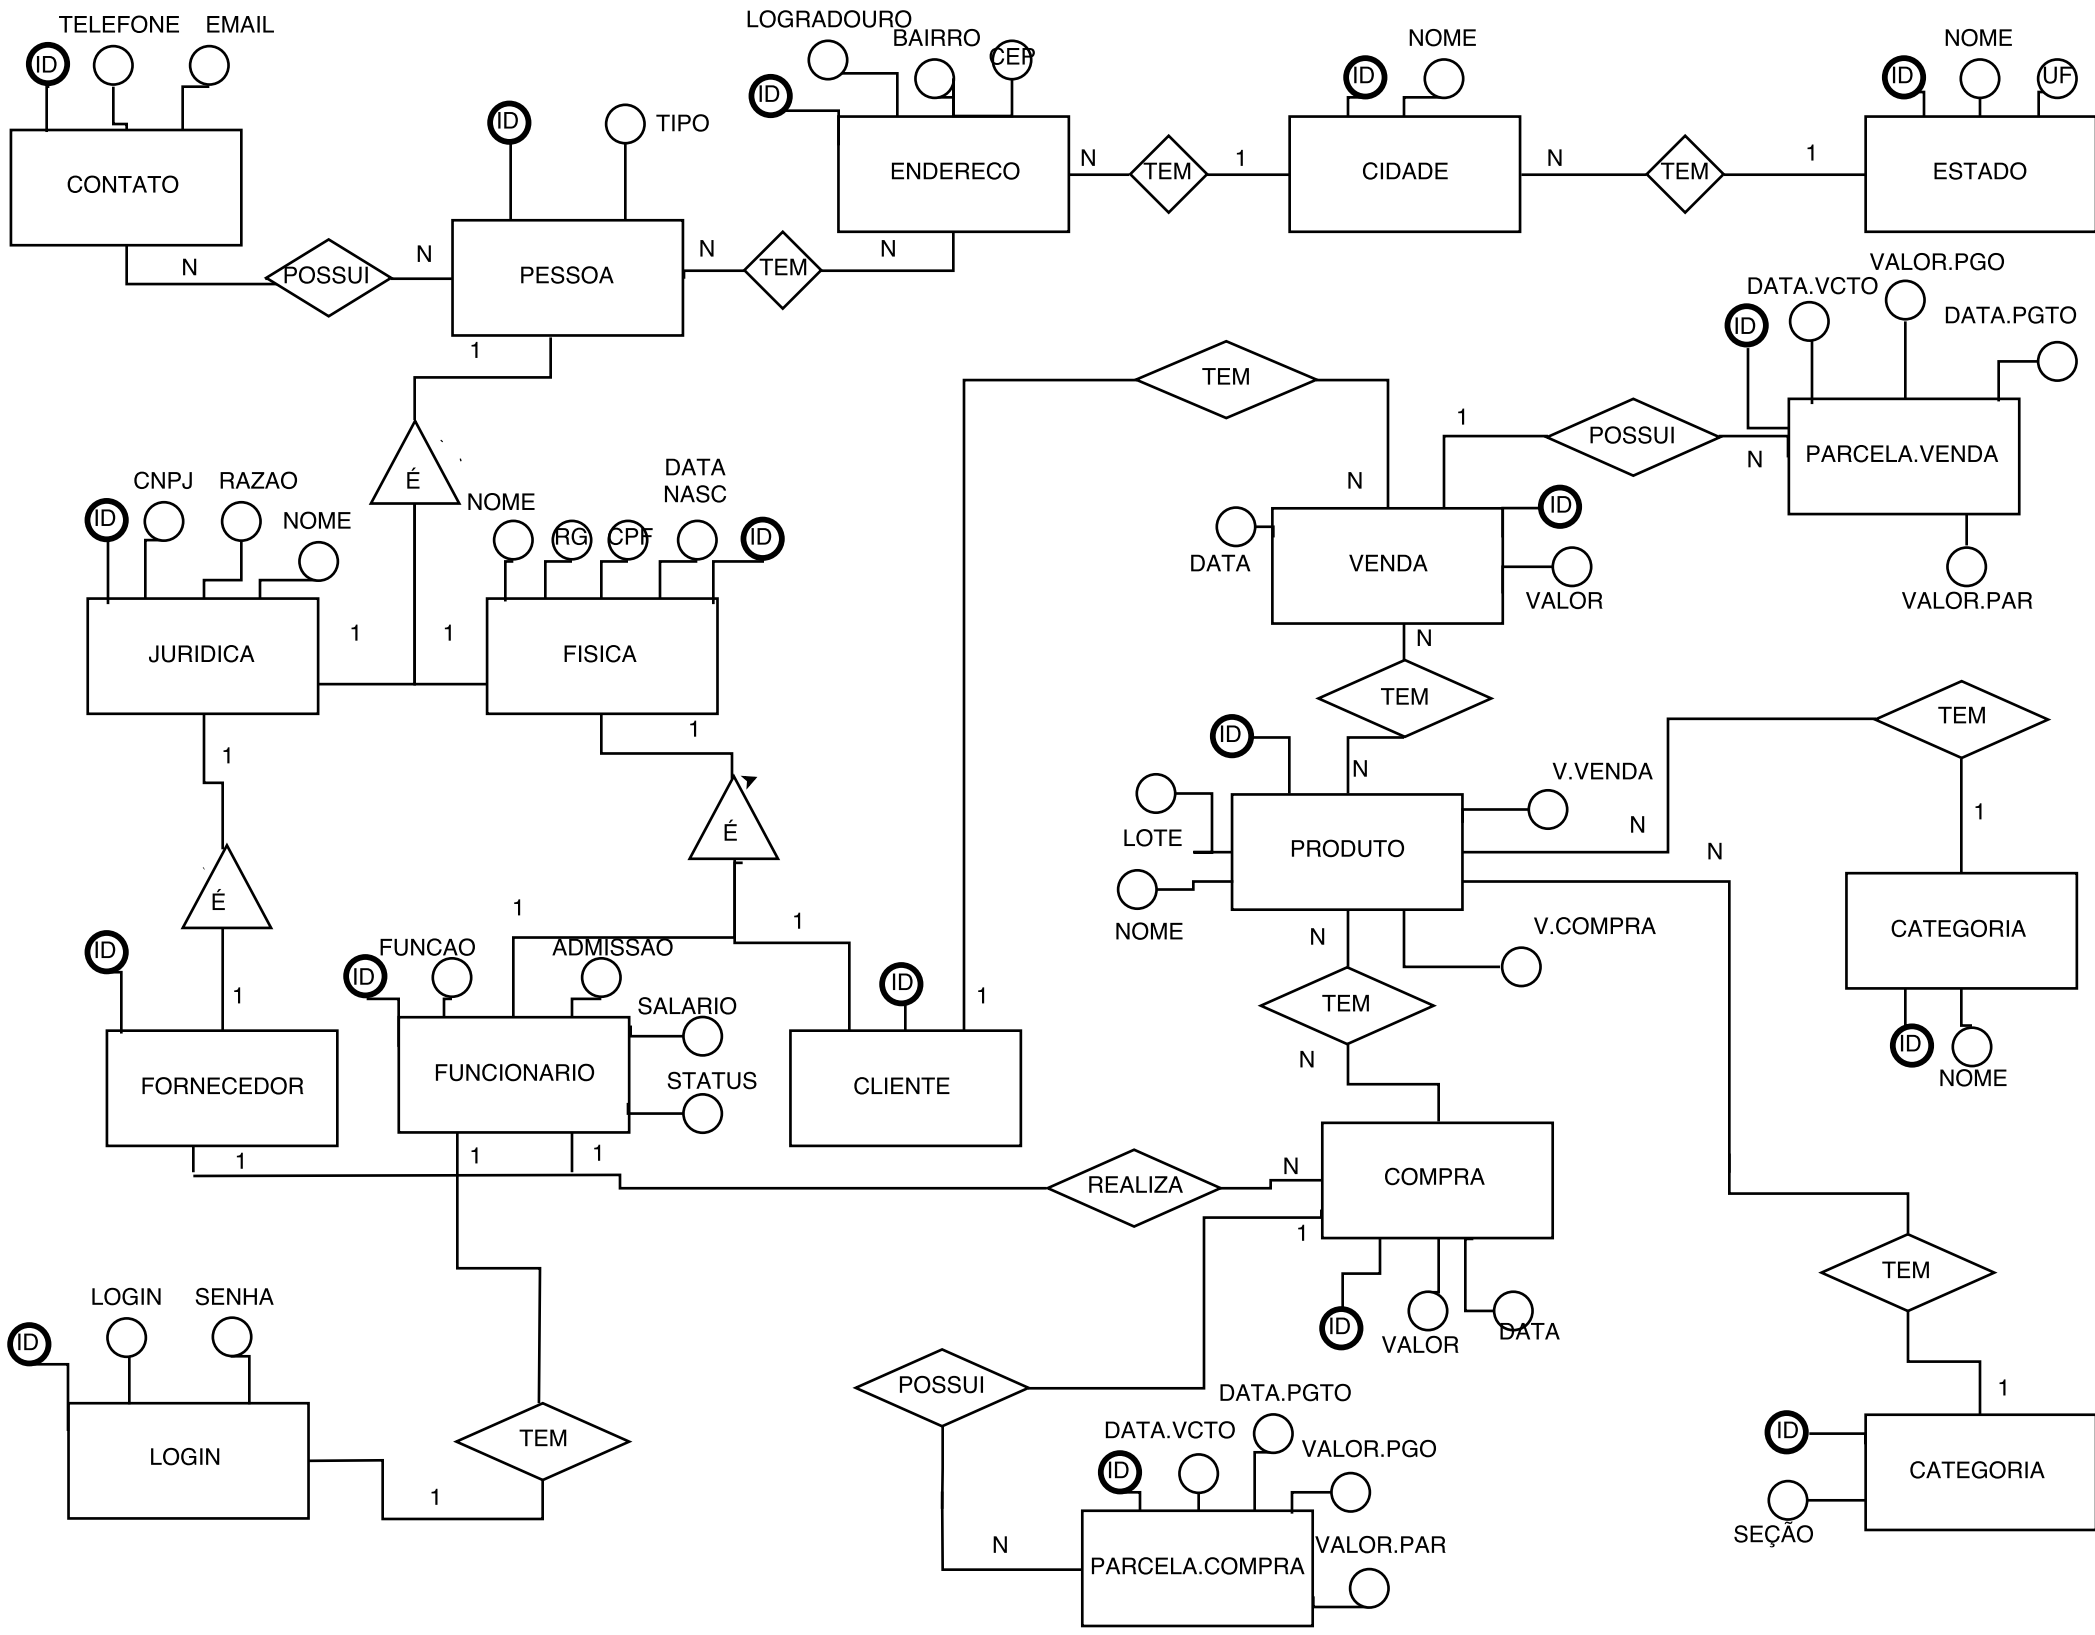 LOGRADOURO
TELEFONE
EMAIL
BAIRRO
NOME
NOME
ID
CEP
ID
ID
UF
ID
ID
TIPO
CONTATO
ENDERECO
N
TEM
1
CIDADE
N
TEM
1
ESTADO
N
POSSUI
N
PESSOA
N
TEM
N
VALOR.PGO
DATA.VCTO
DATA.PGTO
ID
1
TEM
1
POSSUI
N
PARCELA.VENDA
É
CNPJ
RAZAO
NOME
DATA
NASC
N
ID
NOME
RG
CPF
ID
ID
DATA
VENDA
VALOR
VALOR.PAR
1
1
JURIDICA
FISICA
N
TEM
TEM
1
1
ID
N
V.VENDA
É
LOTE
PRODUTO
N
N
1
É
1
1
NOME
N
V.COMPRA
CATEGORIA
ID
FUNCAO
ADMISSAO
ID
ID
1
1
SALARIO
TEM
ID
NOME
FORNECEDOR
FUNCIONARIO
STATUS
CLIENTE
N
1
1
1
REALIZA
N
COMPRA
1
TEM
LOGIN
SENHA
ID
ID
VALOR
DATA
POSSUI
DATA.PGTO
1
LOGIN
TEM
DATA.VCTO
VALOR.PGO
ID
ID
CATEGORIA
1
SEÇÃO
N
VALOR.PAR
PARCELA.COMPRA